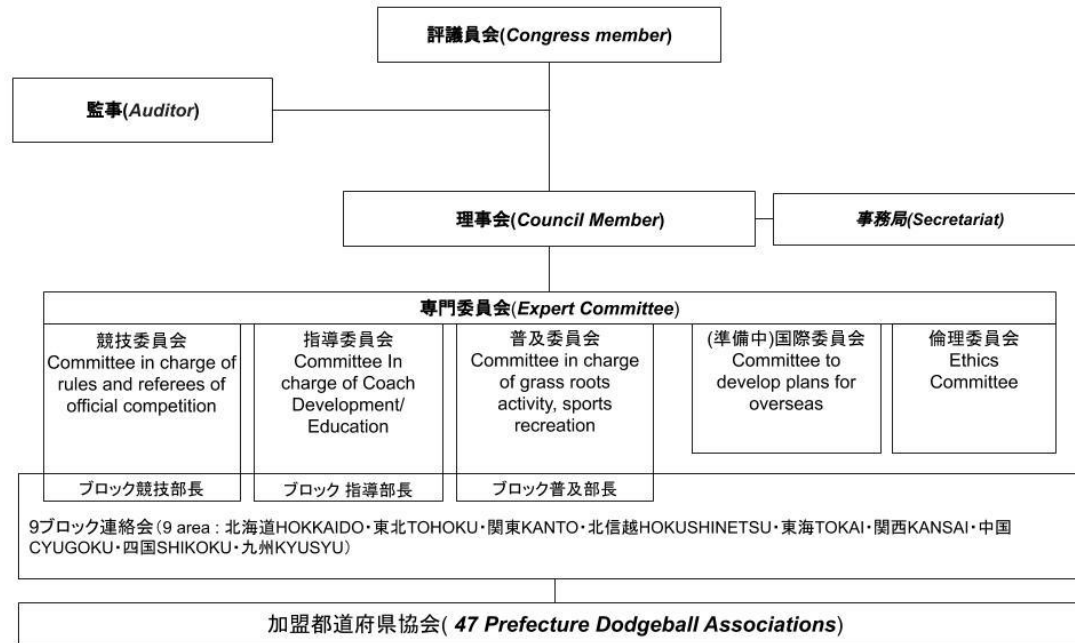 評議員会(Congress member)
監事(Auditor)
理事会(Council Member)
事務局(Secretariat)
専門委員会(Expert Committee)
競技委員会
Committee in charge of
rules and referees of
official competition
指導委員会
Committee In
charge of Coach
Development/
Education
普及委員会
Committee in charge
of grass roots
activity, sports
recreation
(準備中)国際委員会
Committee to
develop plans for
overseas
倫理委員会
Ethics
Committee
ブロック競技部長
ブロック 指導部長
ブロック普及部長
9ブロック連絡会(9 area : 北海道HOKKAIDO・東北TOHOKU・関東KANTO・北信越HOKUSHINETSU・東海TOKAI・関西KANSAI・中国
CYUGOKU・四国SHIKOKU・九州KYUSYU)
加盟都道府県協会( 47 Prefecture Dodgeball Associations)